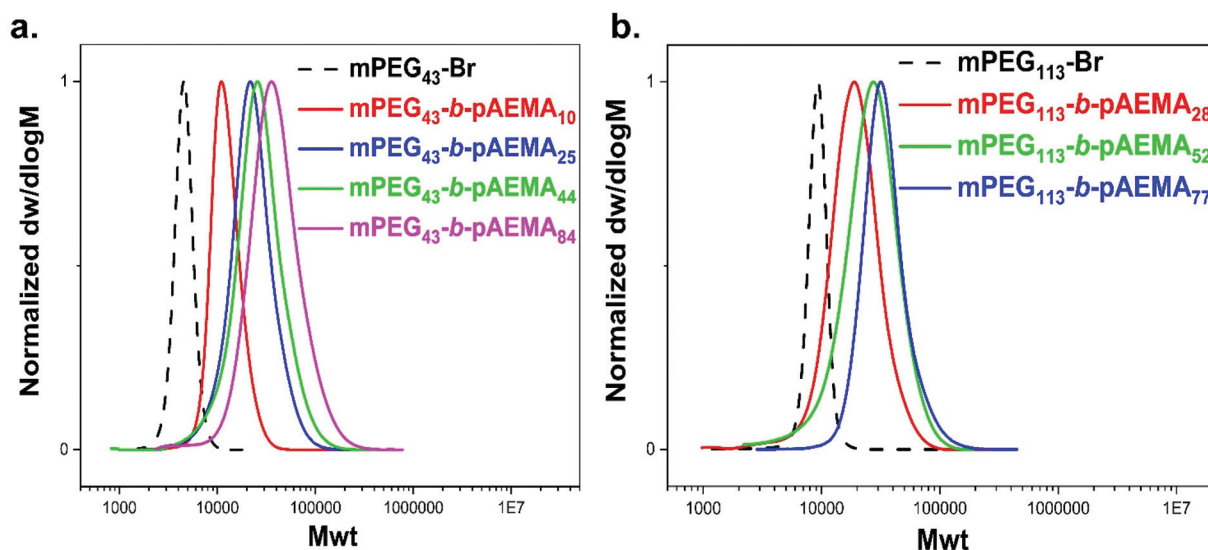 a.
mPEG₄₃-Br
mPEG₄₃-b-pAEMA₁₀
mPEG₄₃-b-pAEMA₂₅
mPEG₄₃-b-pAEMA₄₄
mPEG₄₃-b-pAEMA₈₄
Normalized dw/dlogM
1
0
1000 10000 100000 1000000 1E7
Mwt
b.
mPEG₁₁₃-Br
mPEG₁₁₃-b-pAEMA₂₈
mPEG₁₁₃-b-pAEMA₅₂
mPEG₁₁₃-b-pAEMA₇₇
Normalized dw/dlogM
1
0
1000 10000 100000 1000000 1E7
Mwt